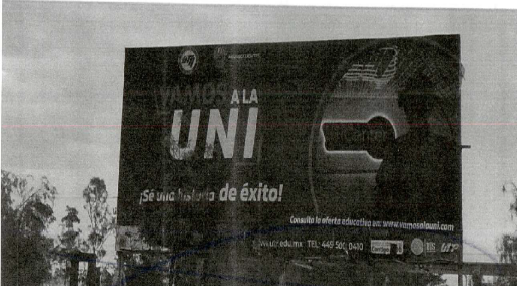 VAMOS A LA
UNI
¡Sé una historia de éxito!
Consulta la oferta educativa en: www.vamosalauni.com
TEL: 449 500